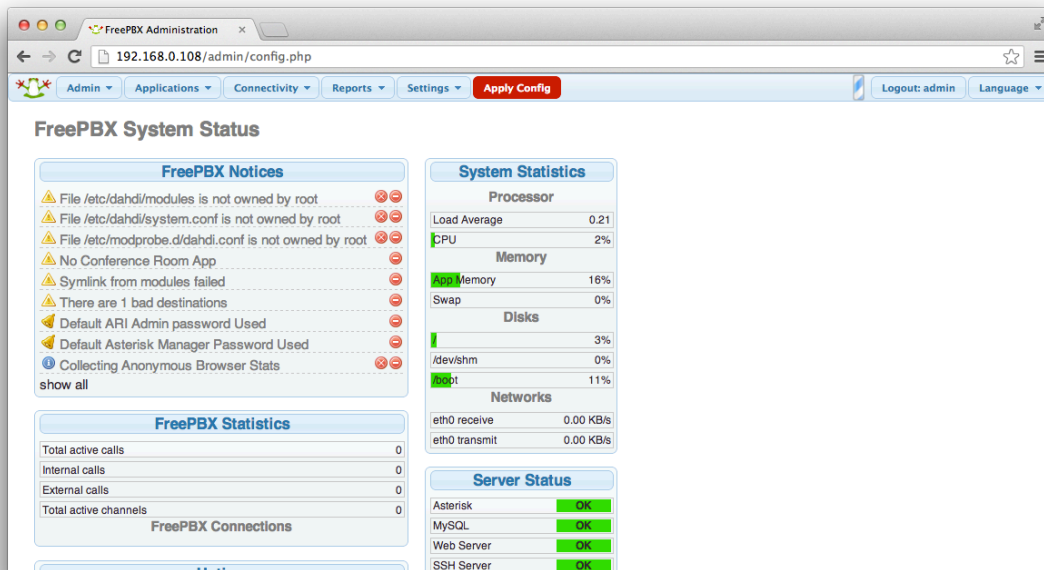 FreePBX Administration
192.168.0.108/admin/config.php
Admin Applications Connectivity Reports Settings Apply Config Logout: admin Language
FreePBX System Status
FreePBX Notices
File /etc/dahdi/modules is not owned by root
File /etc/dahdi/system.conf is not owned by root
File /etc/modprobe.d/dahdi.conf is not owned by root
No Conference Room App
Symlink from modules failed
There are 1 bad destinations
Default ARI Admin password Used
Default Asterisk Manager Password Used
Collecting Anonymous Browser Stats
show all
FreePBX Statistics
Total active calls 0
Internal calls 0
External calls 0
Total active channels 0
FreePBX Connections
System Statistics
Processor
Load Average 0.21
CPU 2%
Memory
App Memory 16%
Swap 0%
Disks
/ 3%
/dev/shm 0%
/boot 11%
Networks
eth0 receive 0.00 KB/s
eth0 transmit 0.00 KB/s
Server Status
Asterisk OK
MySQL OK
Web Server OK
SSH Server OK